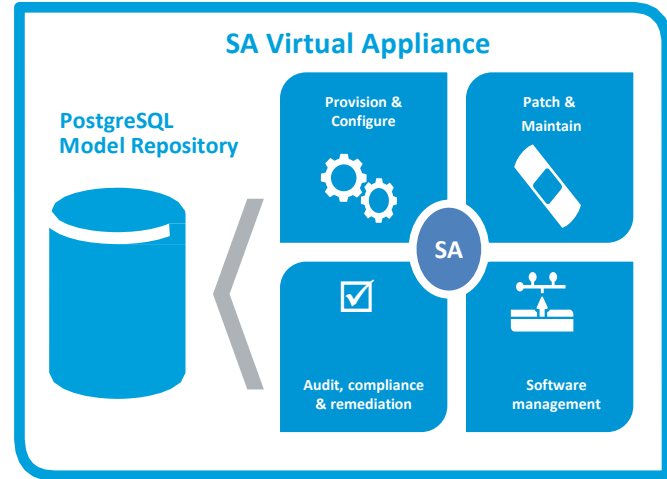 SA Virtual Appliance
PostgreSQL
Model Repository
Provision &
Configure
Patch &
Maintain
SA
Audit, compliance
& remediation
Software
management